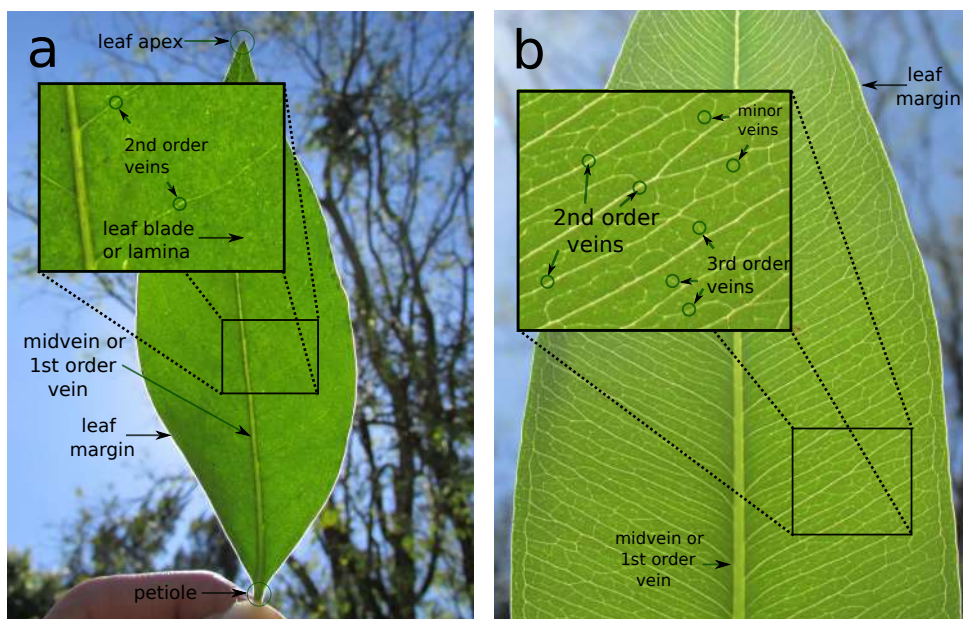 a
leaf apex
2nd order
veins
leaf blade
or lamina
midvein or
1st order
vein
leaf
margin
petiole
b
leaf
margin
minor
veins
2nd order
veins
3rd order
veins
midvein or
1st order
vein